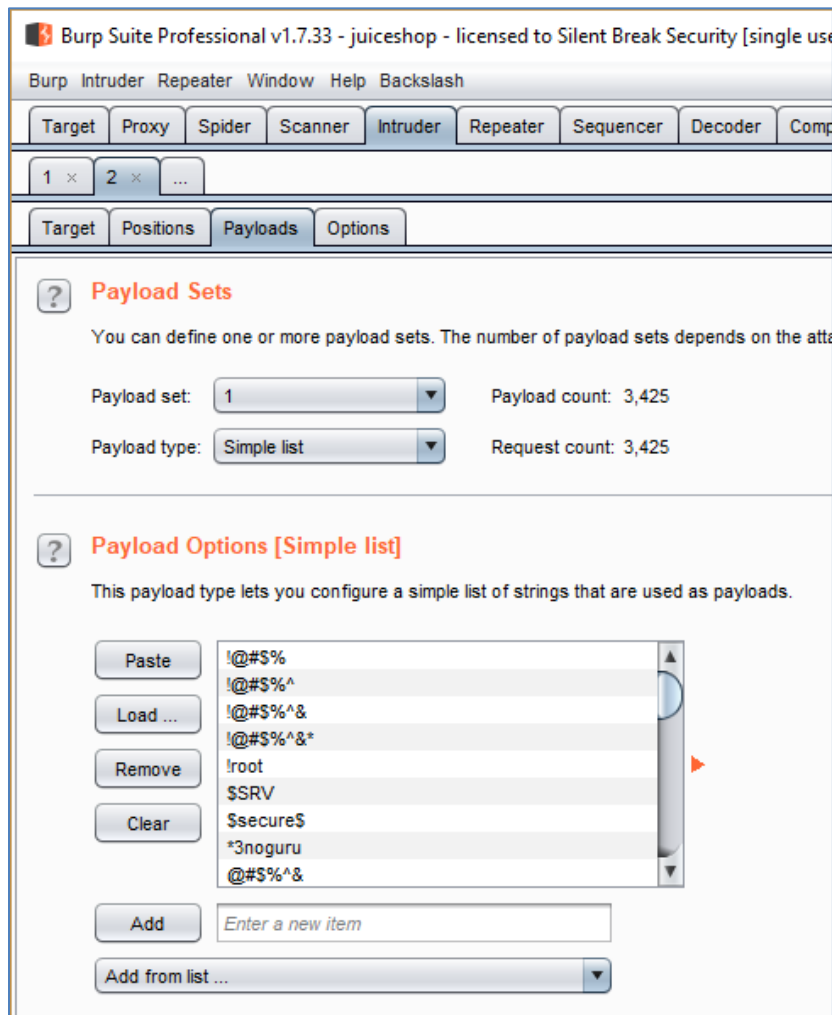 Burp Suite Professional v1.7.33 - juiceshop - licensed to Silent Break Security [single use
Burp Intruder Repeater Window Help Backslash
Target Proxy Spider Scanner Intruder Repeater Sequencer Decoder Comp
1 × 2 × ...
Target Positions Payloads Options
? Payload Sets
You can define one or more payload sets. The number of payload sets depends on the atta
Payload set: 1 Payload count: 3,425
Payload type: Simple list Request count: 3,425
? Payload Options [Simple list]
This payload type lets you configure a simple list of strings that are used as payloads.
Paste
Load ...
Remove
Clear
!@#$%
!@#$%^
!@#$%^&
!@#$%^&*
!root
$SRV
$secure$
*3noguru
@#$%^&
Add Enter a new item
Add from list ...